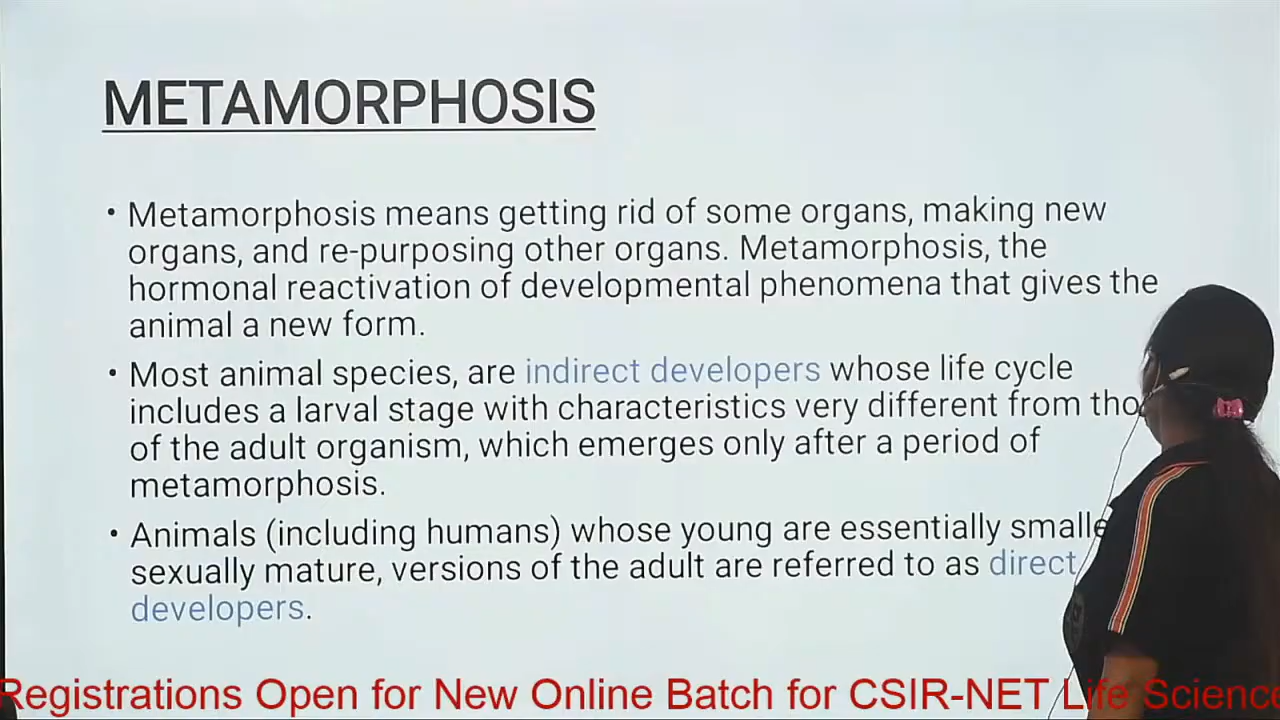 METAMORPHOSIS
• Metamorphosis means getting rid of some organs, making new
organs, and re-purposing other organs. Metamorphosis, the
hormonal reactivation of developmental phenomena that gives the
animal a new form.
• Most animal species, are indirect developers whose life cycle
includes a larval stage with characteristics very different from tho
of the adult organism, which emerges only after a period of
metamorphosis.
• Animals (including humans) whose young are essentially smalle
sexually mature, versions of the adult are referred to as direct
developers.
Registrations Open for New Online Batch for CSIR-NET Life Science